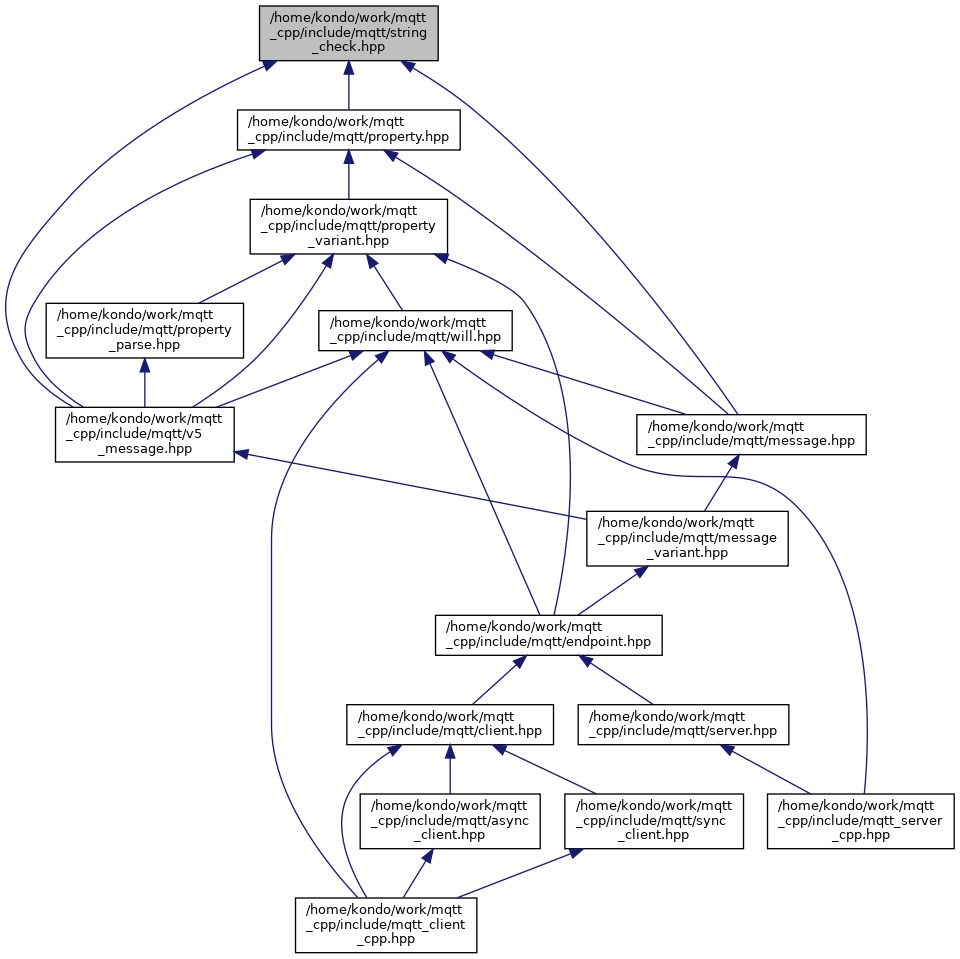 /home/kondo/work/mqtt
_cpp/include/mqtt/string
_check.hpp
/home/kondo/work/mqtt
_cpp/include/mqtt/property.hpp
/home/kondo/work/mqtt
_cpp/include/mqtt/property
_variant.hpp
/home/kondo/work/mqtt
_cpp/include/mqtt/property
_parse.hpp
/home/kondo/work/mqtt
_cpp/include/mqtt/will.hpp
/home/kondo/work/mqtt
_cpp/include/mqtt/v5
_message.hpp
/home/kondo/work/mqtt
_cpp/include/mqtt/message.hpp
/home/kondo/work/mqtt
_cpp/include/mqtt/message
_variant.hpp
/home/kondo/work/mqtt
_cpp/include/mqtt/endpoint.hpp
/home/kondo/work/mqtt
_cpp/include/mqtt/client.hpp
/home/kondo/work/mqtt
_cpp/include/mqtt/server.hpp
/home/kondo/work/mqtt
_cpp/include/mqtt/async
_client.hpp
/home/kondo/work/mqtt
_cpp/include/mqtt/sync
_client.hpp
/home/kondo/work/mqtt
_cpp/include/mqtt_server
_cpp.hpp
/home/kondo/work/mqtt
_cpp/include/mqtt_client
_cpp.hpp